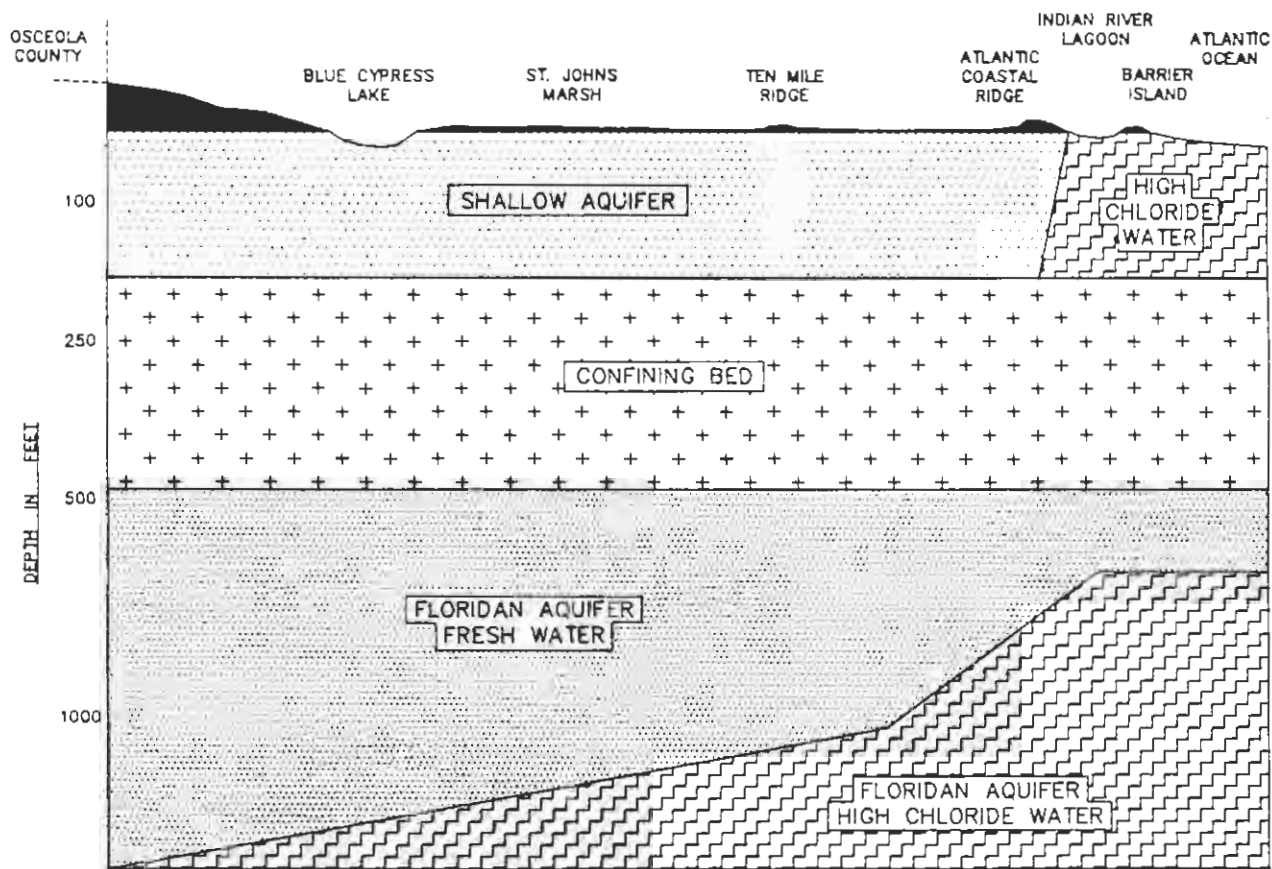 OSCEOLA
COUNTY
BLUE CYPRESS
LAKE
ST. JOHNS
MARSH
TEN MILE
RIDGE
ATLANTIC
COASTAL
RIDGE
INDIAN RIVER
LAGOON
BARRIER
ISLAND
ATLANTIC
OCEAN
100
SHALLOW AQUIFER
HIGH
CHLORIDE
WATER
250
CONFINING BED
DEPTH IN FEET
500
FLORIDAN AQUIFER
FRESH WATER
1000
FLORIDAN AQUIFER
HIGH CHLORIDE WATER